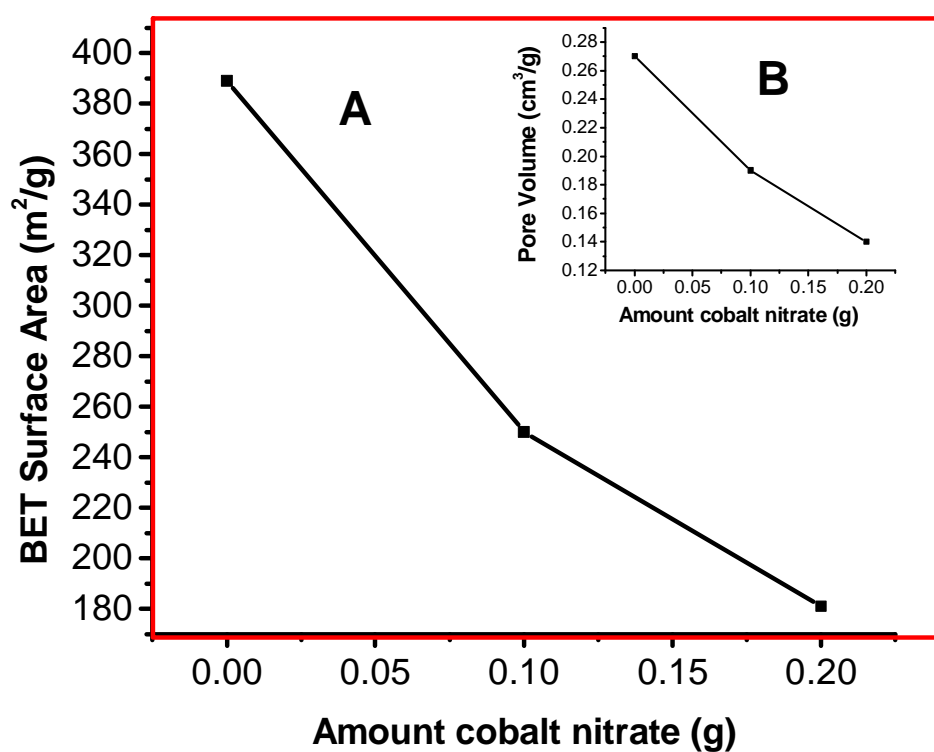 BET Surface Area (m²/g)
400
380
360
340
320
300
280
260
240
220
200
180
0.00 0.05 0.10 0.15 0.20
Amount cobalt nitrate (g)
A
Pore Volume (cm³/g)
0.28
0.26
0.24
0.22
0.20
0.18
0.16
0.14
0.12
0.00 0.05 0.10 0.15 0.20
Amount cobalt nitrate (g)
B